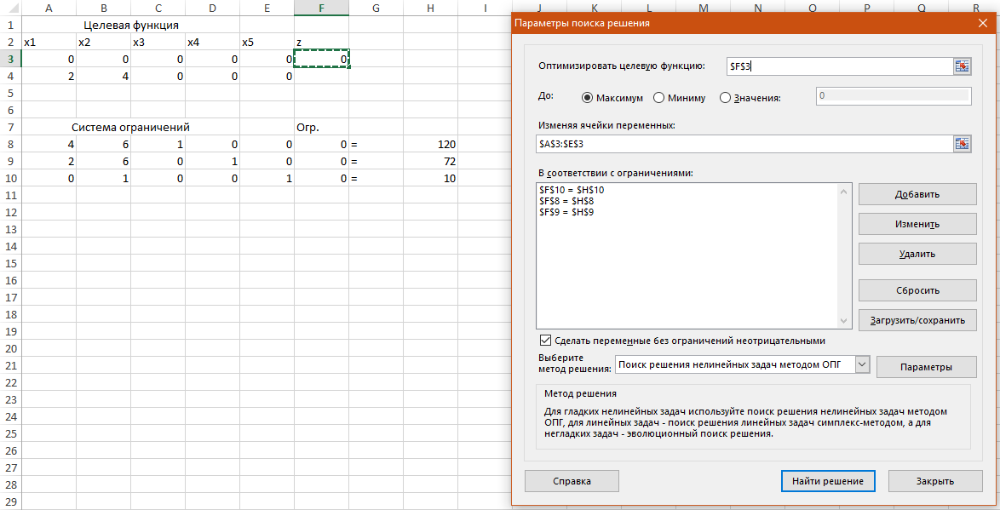 A B C D E F G H I J K L M N O P Q R
1 Целевая функция
2 x1 x2 x3 x4 x5 z
3 0 0 0 0 0 0
4 2 4 0 0 0
5
6
7 Система ограничений Огр.
8 4 6 1 0 0 0 = 120
9 2 6 0 1 0 0 = 72
10 0 1 0 0 1 0 = 10
11
12
13
14
15
16
17
18
19
20
21
22
23
24
25
26
27
28
29
Параметры поиска решения
Оптимизировать целевую функцию: $F$3
До: Максимум Миниму Значения: 0
Изменяя ячейки переменных:
$A$3:$E$3
В соответствии с ограничениями:
$F$10 = $H$10
$F$8 = $H$8
$F$9 = $H$9
Добавить
Изменить
Удалить
Сбросить
Загрузить/сохранить
Сделать переменные без ограничений неотрицательными
Выберите
метод решения: Поиск решения нелинейных задач методом ОПГ Параметры
Метод решения
Для гладких нелинейных задач используйте поиск решения нелинейных задач методом
ОПГ, для линейных задач - поиск решения линейных задач симплекс-методом, а для
негладких задач - эволюционный поиск решения.
Справка Найти решение Закрыть